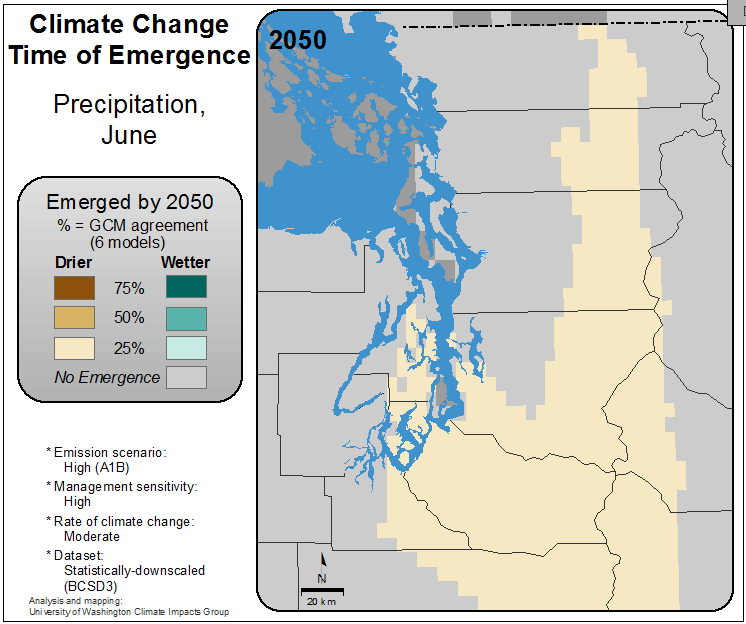 Climate Change
Time of Emergence
Precipitation,
June
Emerged by 2050
% = GCM agreement
(6 models)
Drier Wetter
75%
50%
25%
No Emergence
* Emission scenario:
High (A1B)
* Management sensitivity:
High
* Rate of climate change:
Moderate
* Dataset:
Statistically-downscaled
(BCSD3)
Analysis and mapping:
University of Washington Climate Impacts Group
2050
N
20 km